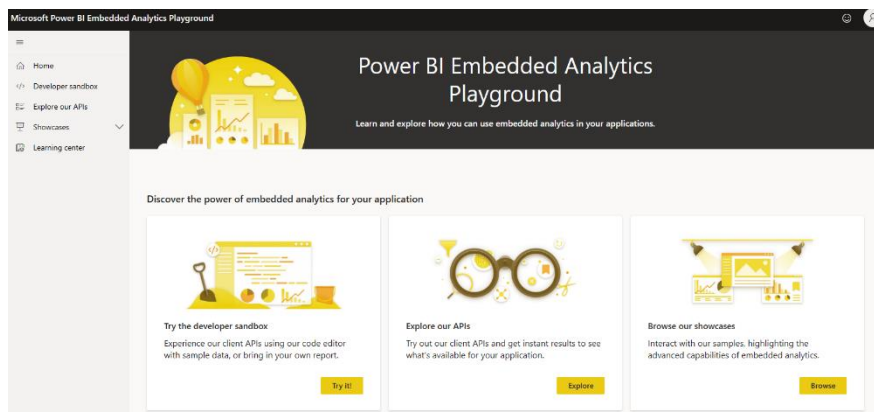 Microsoft Power BI Embedded Analytics Playground
Home
Developer sandbox
Explore our APIs
Showcases
Learning center
Power BI Embedded Analytics
Playground
Learn and explore how you can use embedded analytics in your applications.
Discover the power of embedded analytics for your application
Try the developer sandbox
Experience our client APIs using our code editor
with sample data, or bring in your own report.
Try it!
Explore our APIs
Try out our client APIs and get instant results to see
what's available for your application.
Explore
Browse our showcases
Interact with our samples, highlighting the
advanced capabilities of embedded analytics.
Browse